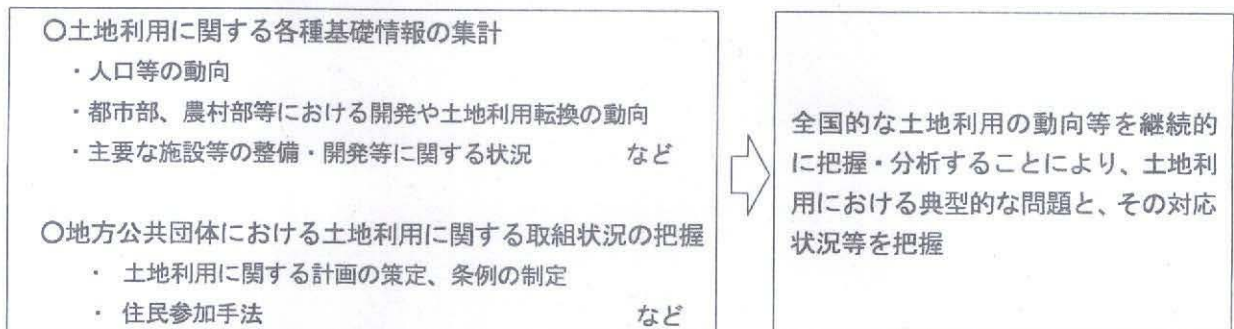 〇土地利用に関する各種基礎情報の集計
・人口等の動向
・都市部、農村部等における開発や土地利用転換の動向
・主要な施設等の整備・開発等に関する状況 など
〇地方公共団体における土地利用に関する取組状況の把握
・ 土地利用に関する計画の策定、条例の制定
・ 住民参加手法 など
全国的な土地利用の動向等を継続的
に把握・分析することにより、土地利
用における典型的な問題と、その対応
状況等を把握